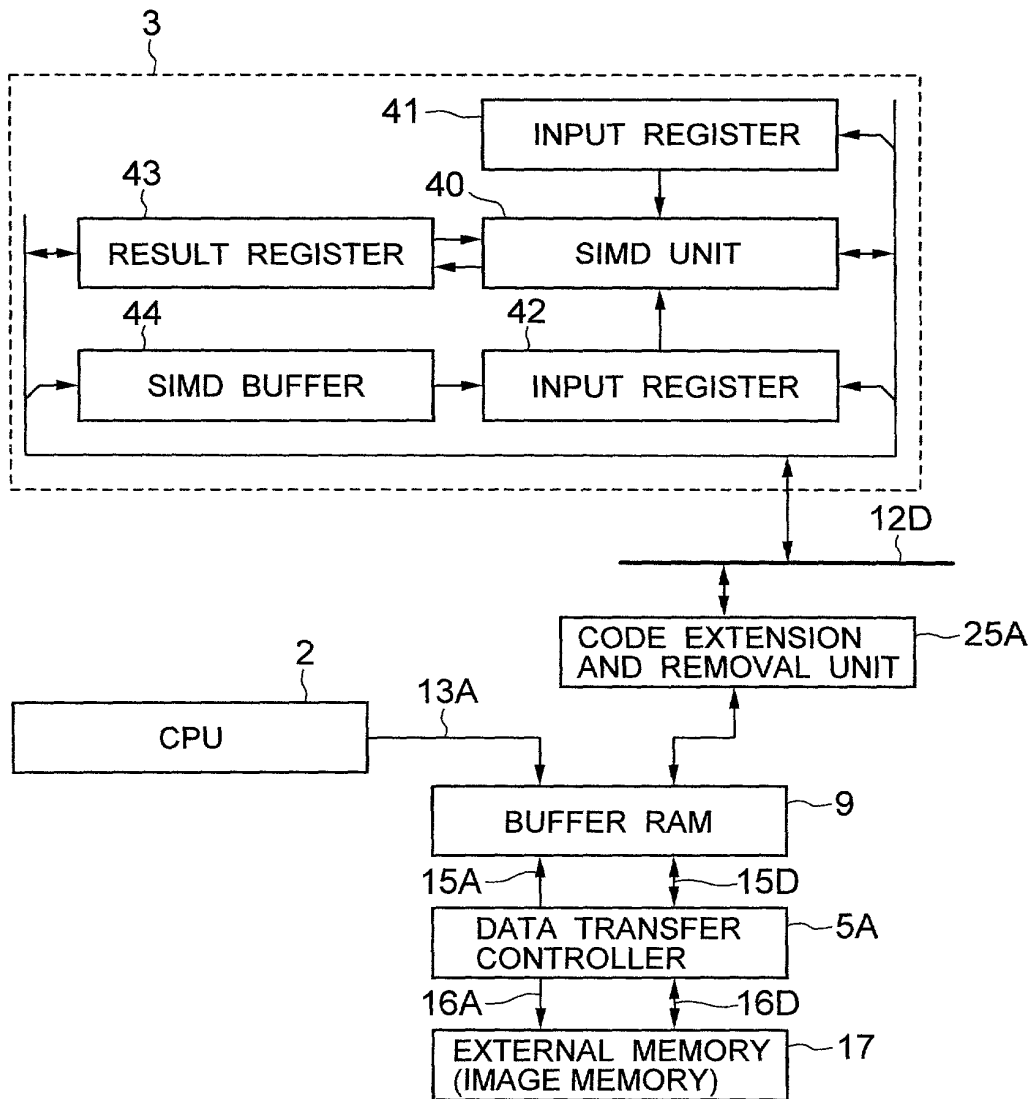 3
41
INPUT REGISTER
43
40
RESULT REGISTER
SIMD UNIT
44
42
SIMD BUFFER
INPUT REGISTER
12D
CODE EXTENSION
AND REMOVAL UNIT
25A
2
13A
CPU
BUFFER RAM
9
15A
15D
DATA TRANSFER
CONTROLLER
5A
16A
16D
EXTERNAL MEMORY
(IMAGE MEMORY)
17